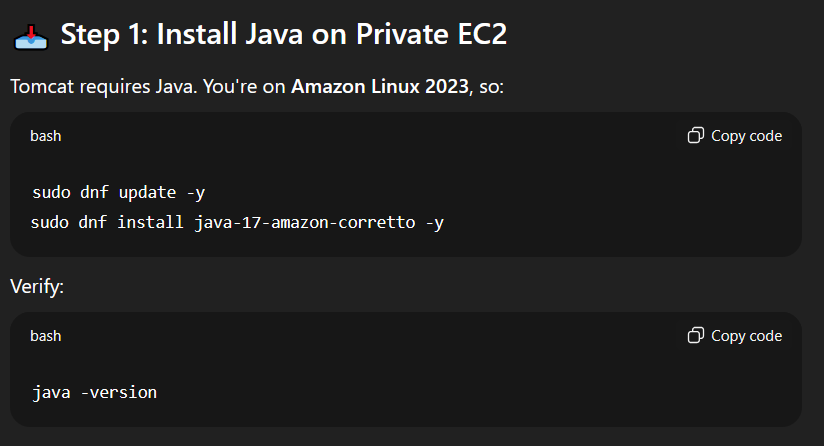 📥 Step 1: Install Java on Private EC2
Tomcat requires Java. You're on Amazon Linux 2023, so:
bash
Copy code
sudo dnf update -y
sudo dnf install java-17-amazon-corretto -y
Verify:
bash
Copy code
java -version